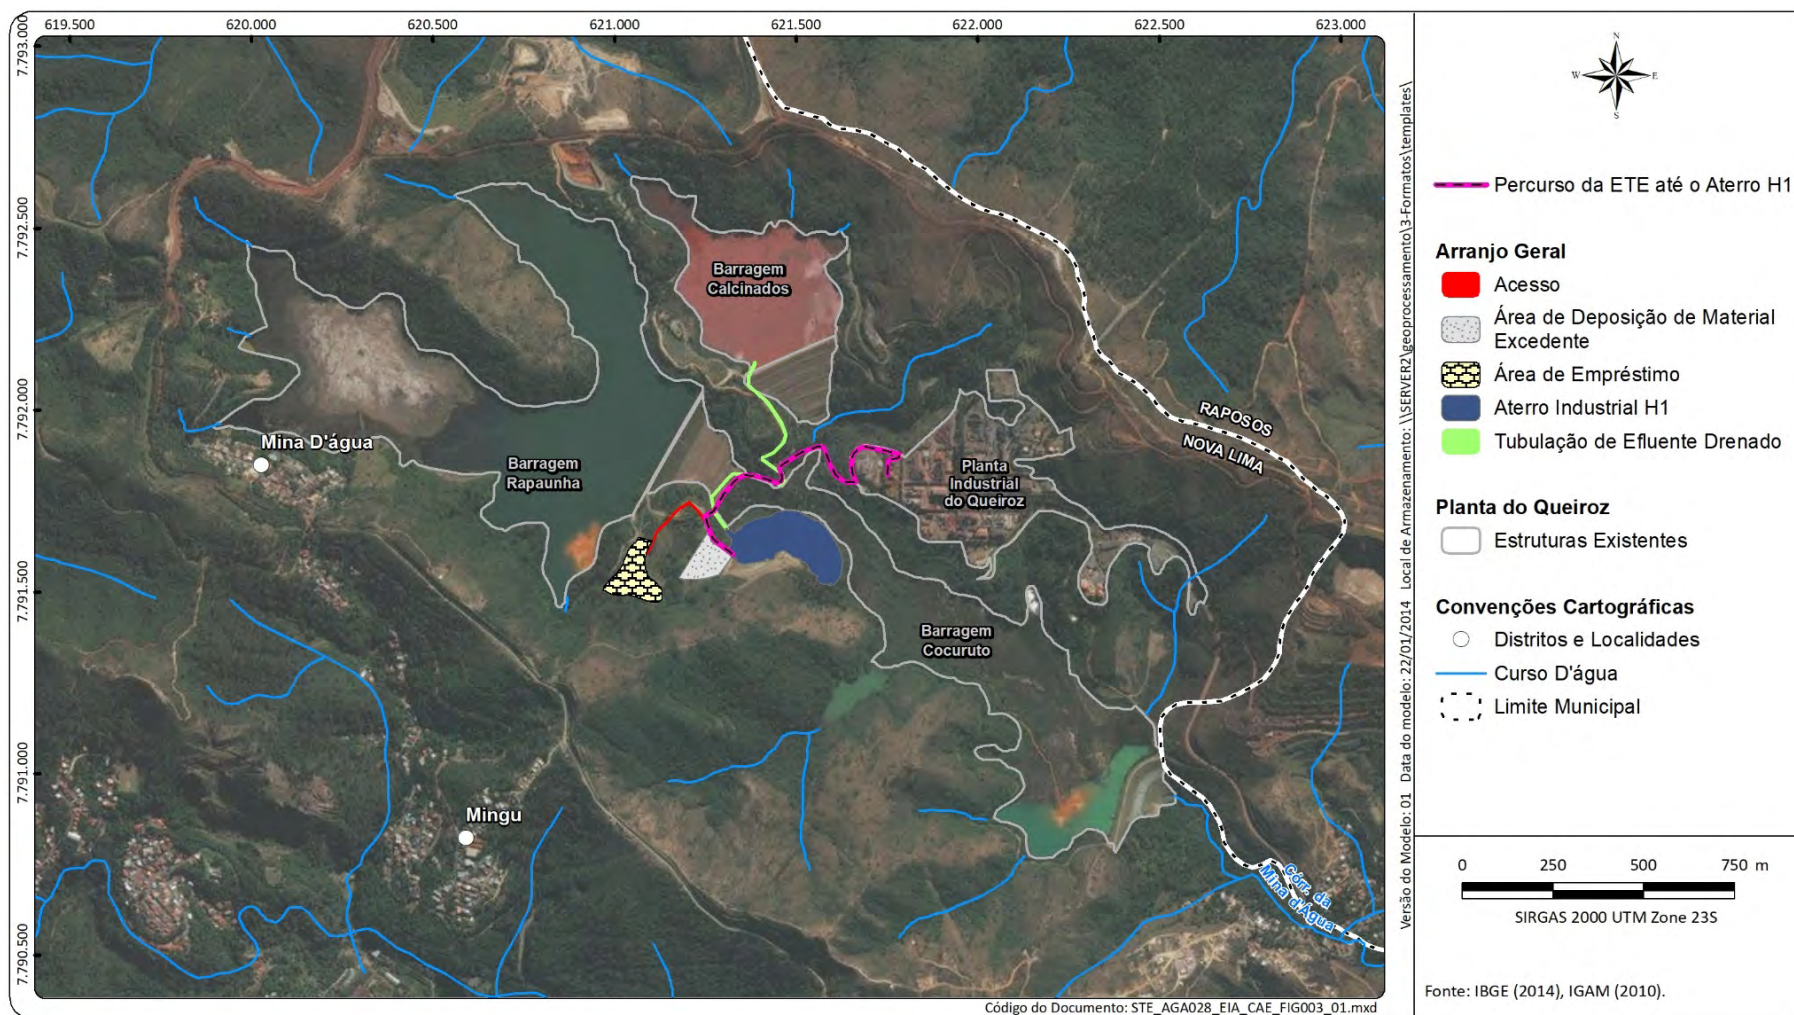 619.500 620.000 620.500 621.000 621.500 622.000 622.500 623.000
7.793.000
7.792.500
7.792.000
7.791.500
7.791.000
7.790.500
Barragem
Calcinados
Mina D'água
Barragem
Rapaunha
Planta
Industrial
do Queiroz
RAPOSOS
NOVA LIMA
Barragem
Cocuruto
Mingu
Córr. da
Mina d'Água
Código do Documento: STE_AGA028_EIA_CAE_FIG003_01.mxd
Versão do Modelo: 01 Data do modelo: 22/01/2014 Local de Armazenamento: \\SERVER2\geoprocessamento\3-Formatos\templates\
N
W E
S
Percurso da ETE até o Aterro H1
Arranjo Geral
Acesso
Área de Deposição de Material
Excedente
Área de Empréstimo
Aterro Industrial H1
Tubulação de Efluente Drenado
Planta do Queiroz
Estruturas Existentes
Convenções Cartográficas
Distritos e Localidades
Curso D'água
Limite Municipal
0 250 500 750 m
SIRGAS 2000 UTM Zone 23S
Fonte: IBGE (2014), IGAM (2010).